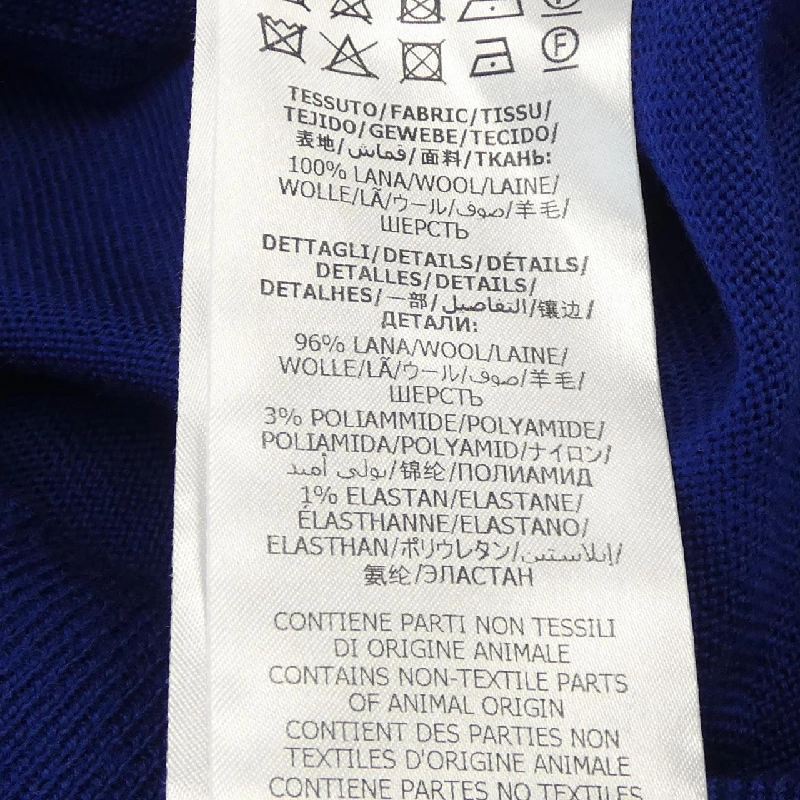 TESSUTO/FABRIC/TISSU/
TEJIDO/GEWEBE/TECIDO/
表地/قماش/面料/ТКАНЬ:
100% LANA/WOOL/LAINE/
WOLLE/LÃ/ウール/صوف/羊毛/
ШЕРСТЬ
DETTAGLI/DETAILS/DÉTAILS/
DETALLES/DETAILS/
DETALHES/一部/التفاصيل/镶边/
ДЕТАЛИ:
96% LANA/WOOL/LAINE/
WOLLE/LÃ/ウール/صوف/羊毛/
ШЕРСТЬ
3% POLIAMMIDE/POLYAMIDE/
POLIAMIDA/POLYAMID/ナイロン/
بولي أميد/锦纶/ПОЛИАМИД
1% ELASTAN/ELASTANE/
ÉLASTHANNE/ELASTANO/
ELASTHAN/ポリウレタン/إيلاستين/
氨纶/ЭЛАСТАН
CONTIENE PARTI NON TESSILI
DI ORIGINE ANIMALE
CONTAINS NON-TEXTILE PARTS
OF ANIMAL ORIGIN
CONTIENT DES PARTIES NON
TEXTILES D'ORIGINE ANIMALE
CONTIENE PARTES NO TEXTILES